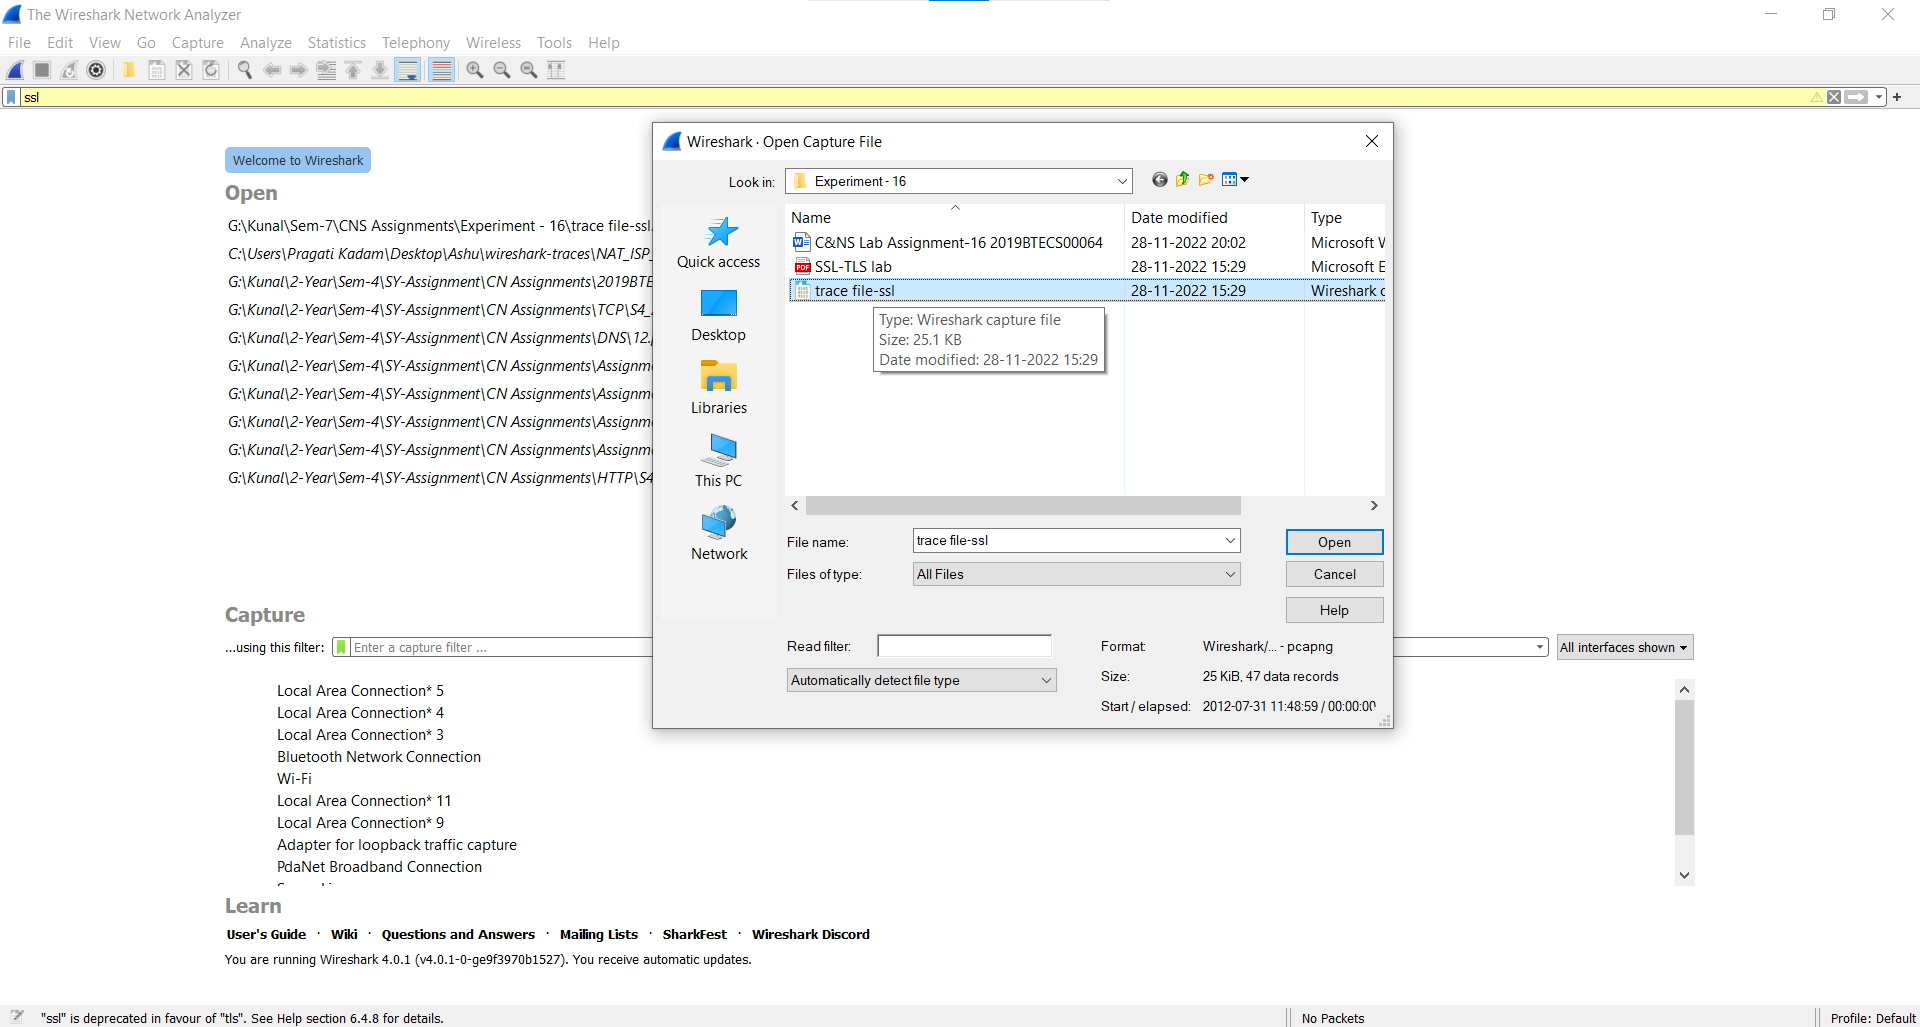 The Wireshark Network Analyzer
File Edit View Go Capture Analyze Statistics Telephony Wireless Tools Help
ssl
Welcome to Wireshark
Open
G:\Kunal\Sem-7\CNS Assignments\Experiment - 16\trace file-ssl.
C:\Users\Pragati Kadam\Desktop\Ashu\wireshark-traces\NAT_ISP_
G:\Kunal\2-Year\Sem-4\SY-Assignment\CN Assignments\2019BTE
G:\Kunal\2-Year\Sem-4\SY-Assignment\CN Assignments\TCP\S4_
G:\Kunal\2-Year\Sem-4\SY-Assignment\CN Assignments\DNS\12.
G:\Kunal\2-Year\Sem-4\SY-Assignment\CN Assignments\Assignm
G:\Kunal\2-Year\Sem-4\SY-Assignment\CN Assignments\Assignm
G:\Kunal\2-Year\Sem-4\SY-Assignment\CN Assignments\Assignm
G:\Kunal\2-Year\Sem-4\SY-Assignment\CN Assignments\Assignm
G:\Kunal\2-Year\Sem-4\SY-Assignment\CN Assignments\HTTP\S4
Wireshark · Open Capture File
Look in: Experiment - 16
Quick access
Desktop
Libraries
This PC
Network
Name Date modified Type
C&NS Lab Assignment-16 2019BTECS00064 28-11-2022 20:02 Microsoft W
PDF SSL-TLS lab 28-11-2022 15:29 Microsoft E
trace file-ssl 28-11-2022 15:29 Wireshark c
Type: Wireshark capture file
Size: 25.1 KB
Date modified: 28-11-2022 15:29
File name: trace file-ssl Open
Files of type: All Files Cancel
Help
Read filter: Format: Wireshark/... - pcapng
Automatically detect file type Size: 25 KiB, 47 data records
Start / elapsed: 2012-07-31 11:48:59 / 00:00:00
Capture
...using this filter: Enter a capture filter ... All interfaces shown
Local Area Connection* 5
Local Area Connection* 4
Local Area Connection* 3
Bluetooth Network Connection
Wi-Fi
Local Area Connection* 11
Local Area Connection* 9
Adapter for loopback traffic capture
PdaNet Broadband Connection
Learn
User's Guide · Wiki · Questions and Answers · Mailing Lists · SharkFest · Wireshark Discord
You are running Wireshark 4.0.1 (v4.0.1-0-ge9f3970b1527). You receive automatic updates.
"ssl" is deprecated in favour of "tls". See Help section 6.4.8 for details. No Packets Profile: Default